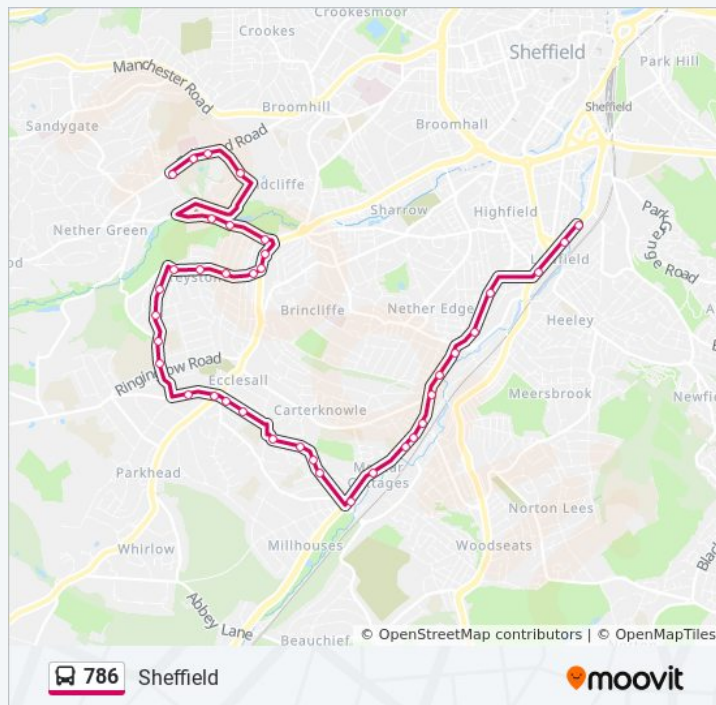 Crookesmoor
Crookes
Sheffield
Park Hill
Manchester Road
Broomhill
Sheffield
Sandygate
Broomhall
Road
Sharrow
Highfield
Nether Green
Park Grange Road
Heeley
Nether Edge
Brincliffe
Ringinglow Road
Ecclesall
Carterknowle
Meersbrook
Parkhead
Norton Lees
Whirlow
Millhouses
Woodseats
Abbey Lane
Beauchief
© OpenStreetMap contributors | © OpenMapTiles
786 Sheffield
moovit